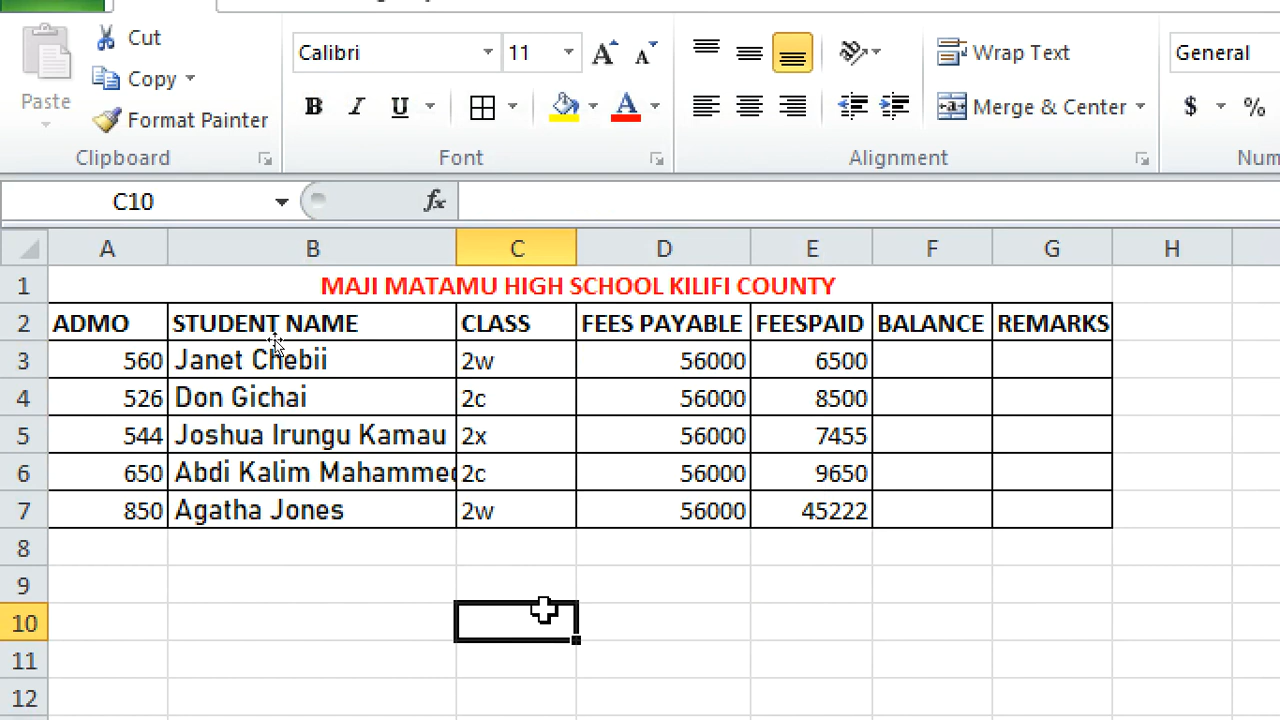 Cut
Copy
Paste
Format Painter
Clipboard
Calibri
11
A A
B I U A
Font
Wrap Text
Merge & Center
Alignment
General
$ %
Num
C10
fx
A B C D E F G H
1 MAJI MATAMU HIGH SCHOOL KILIFI COUNTY
2 ADMO STUDENT NAME CLASS FEES PAYABLE FEESPAID BALANCE REMARKS
3 560 Janet Chebii 2w 56000 6500
4 526 Don Gichai 2c 56000 8500
5 544 Joshua Irungu Kamau 2x 56000 7455
6 650 Abdi Kalim Mahammed 2c 56000 9650
7 850 Agatha Jones 2w 56000 45222
8
9
10
11
12